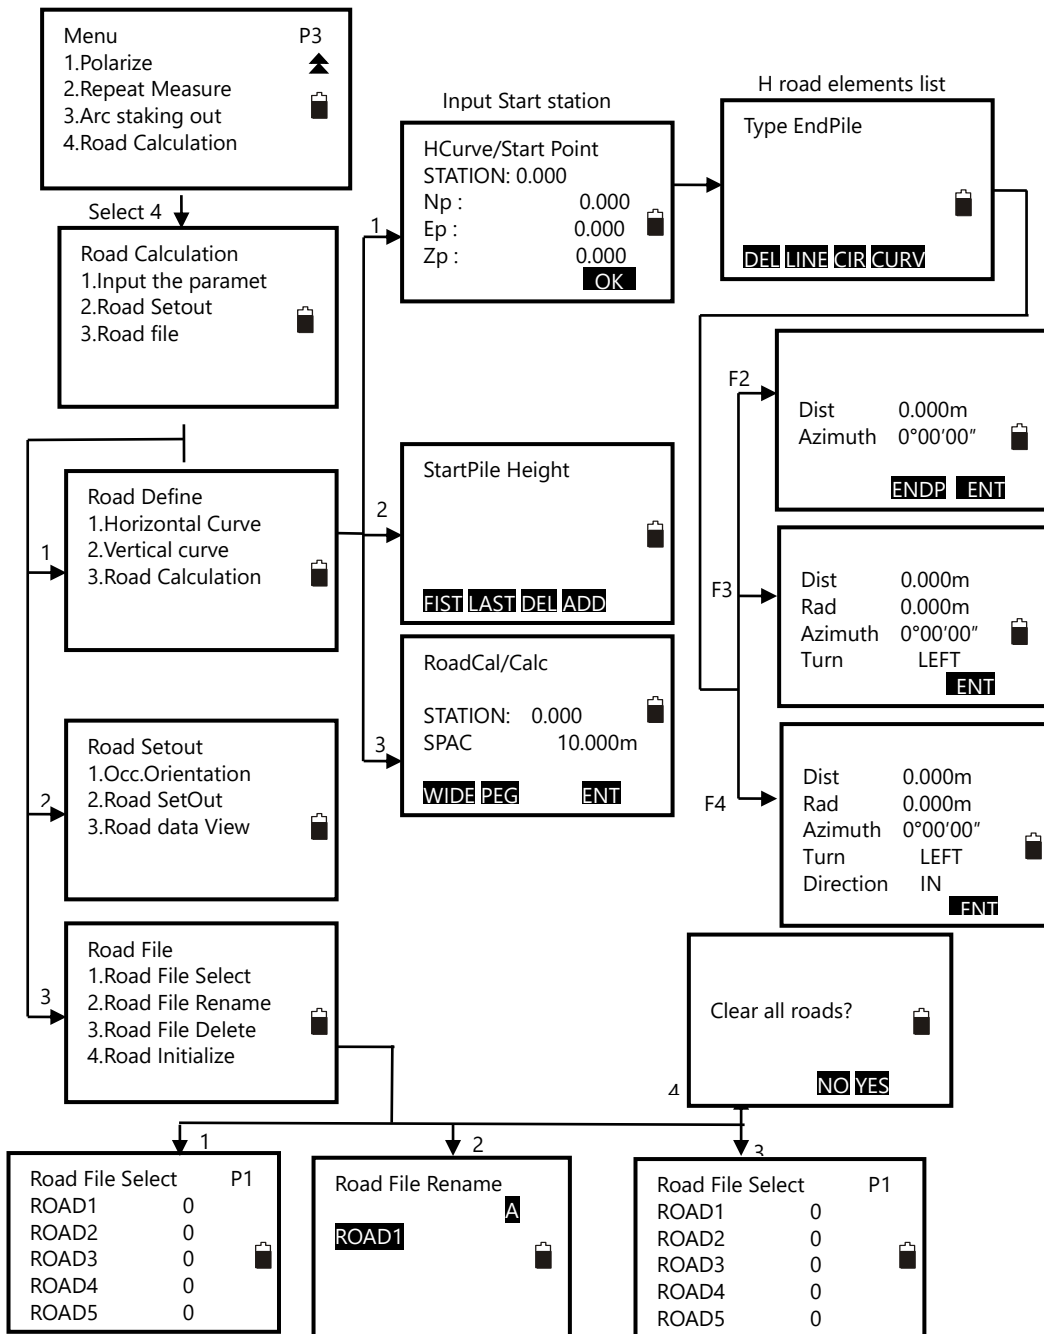 Menu P3
1.Polarize
2.Repeat Measure
3.Arc staking out
4.Road Calculation
Select 4
Road Calculation
1.Input the paramet
2.Road Setout
3.Road file
Input Start station
1
HCurve/Start Point
STATION: 0.000
Np : 0.000
Ep : 0.000
Zp : 0.000
OK
H road elements list
Type EndPile
DEL LINE CIR CURV
F2
Dist 0.000m
Azimuth 0°00'00"
ENDP ENT
F3
Dist 0.000m
Rad 0.000m
Azimuth 0°00'00"
Turn LEFT
ENT
F4
Dist 0.000m
Rad 0.000m
Azimuth 0°00'00"
Turn LEFT
Direction IN
ENT
1
Road Define
1.Horizontal Curve
2.Vertical curve
3.Road Calculation
2
StartPile Height
FIST LAST DEL ADD
3
RoadCal/Calc
STATION: 0.000
SPAC 10.000m
WIDE PEG ENT
2
Road Setout
1.Occ.Orientation
2.Road SetOut
3.Road data View
3
Road File
1.Road File Select
2.Road File Rename
3.Road File Delete
4.Road Initialize
4
Clear all roads?
NO YES
1
Road File Select P1
ROAD1 0
ROAD2 0
ROAD3 0
ROAD4 0
ROAD5 0
2
Road File Rename
A
ROAD1
3
Road File Select P1
ROAD1 0
ROAD2 0
ROAD3 0
ROAD4 0
ROAD5 0